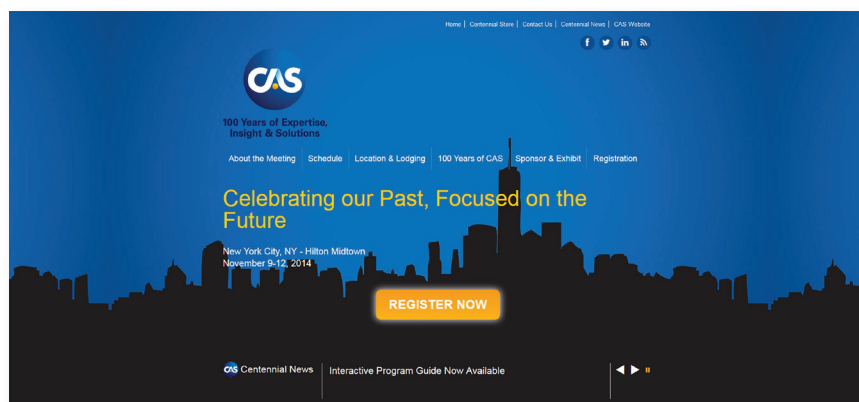 Home | Centennial Store | Contact Us | Centennial News | CAS Website
CAS
100 Years of Expertise,
Insight & Solutions
About the Meeting | Schedule | Location & Lodging | 100 Years of CAS | Sponsor & Exhibit | Registration
Celebrating our Past, Focused on the
Future
New York City, NY - Hilton Midtown
November 9-12, 2014
REGISTER NOW
CAS Centennial News | Interactive Program Guide Now Available